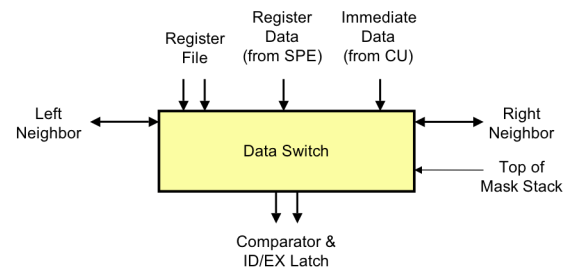 Register
File
Register
Data
(from SPE)
Immediate
Data
(from CU)
Left
Neighbor
Data Switch
Right
Neighbor
Top of
Mask Stack
Comparator &
ID/EX Latch